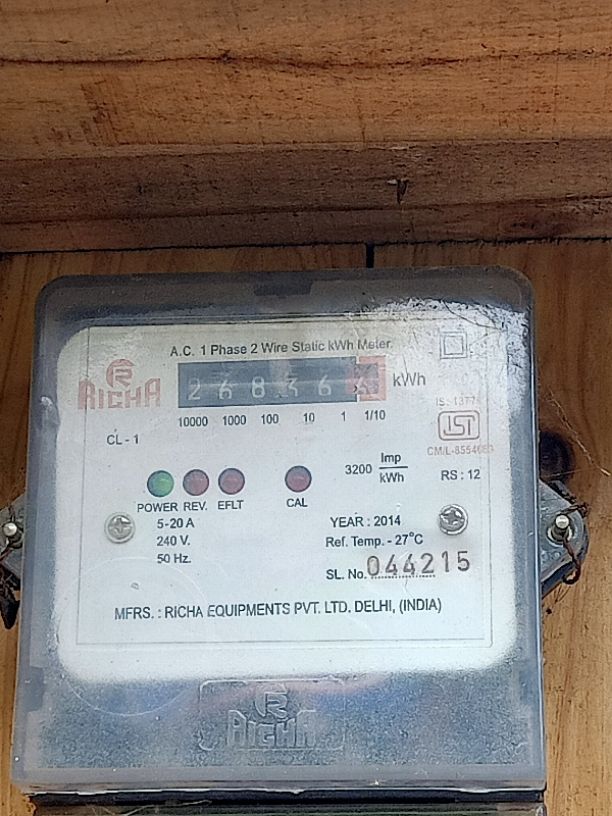 A.C. 1 Phase 2 Wire Static kWh Meter.
RICHA
26836 kWh
10000 1000 100 10 1 1/10
CL - 1
3200 Imp/kWh
RS : 12
POWER REV. EFLT CAL
5-20 A
240 V.
50 Hz.
YEAR : 2014
Ref. Temp. - 27°C
SL. No. 044215
MFRS. : RICHA EQUIPMENTS PVT. LTD. DELHI, (INDIA)
RICHA